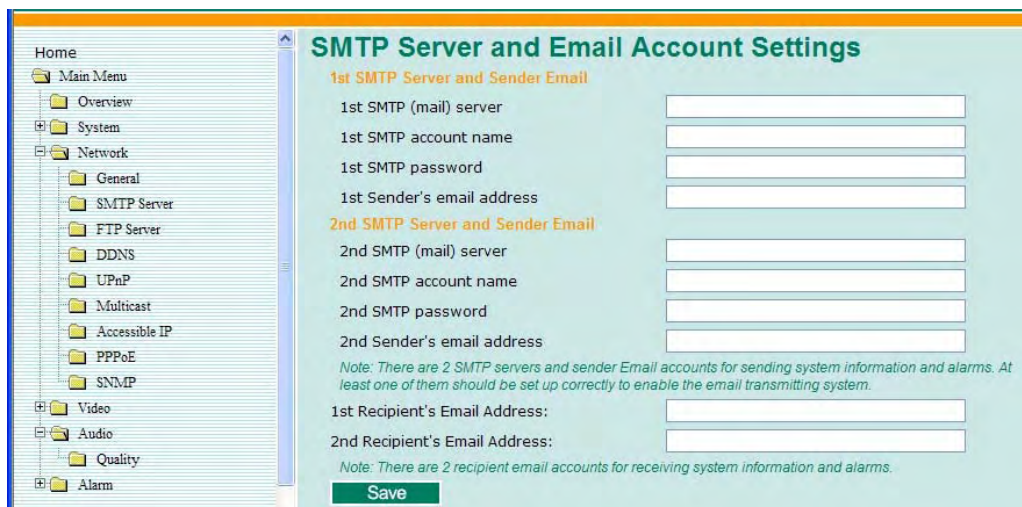 Home
Main Menu
Overview
System
Network
General
SMTP Server
FTP Server
DDNS
UPnP
Multicast
Accessible IP
PPPoE
SNMP
Video
Audio
Quality
Alarm
SMTP Server and Email Account Settings
1st SMTP Server and Sender Email
1st SMTP (mail) server
1st SMTP account name
1st SMTP password
1st Sender's email address
2nd SMTP Server and Sender Email
2nd SMTP (mail) server
2nd SMTP account name
2nd SMTP password
2nd Sender's email address
Note: There are 2 SMTP servers and sender Email accounts for sending system information and alarms. At
least one of them should be set up correctly to enable the email transmitting system.
1st Recipient's Email Address:
2nd Recipient's Email Address:
Note: There are 2 recipient email accounts for receiving system information and alarms.
Save